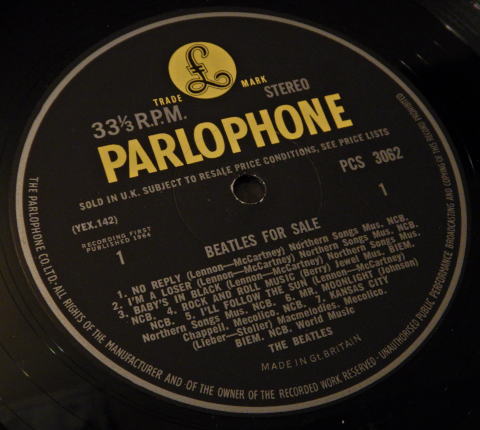 £
TRADE MARK
33⅓ R.P.M. STEREO
PARLOPHONE
SOLD IN U.K. SUBJECT TO RESALE PRICE CONDITIONS, SEE PRICE LISTS
(YEX.142)
PCS 3062
RECORDING FIRST
PUBLISHED 1964
1
1
BEATLES FOR SALE
1. NO REPLY (Lennon—McCartney) Northern Songs Mus. NCB.
2. I'M A LOSER (Lennon—McCartney) Northern Songs Mus. NCB.
3. BABY'S IN BLACK (Lennon—McCartney) Northern Songs Mus.
NCB. 4. ROCK AND ROLL MUSIC (Berry) Jewel Mus. BIEM.
NCB. 5. I'LL FOLLOW THE SUN (Lennon—McCartney)
Northern Songs Mus. NCB. 6. MR. MOONLIGHT (Johnson)
Chappell. Mecolico. NCB. 7. KANSAS CITY
(Lieber—Stoller) Macmelodies. Mecolico.
BIEM. NCB. World Music
THE BEATLES
MADE IN Gt. BRITAIN
THE PARLOPHONE CO. LTD. ALL RIGHTS OF THE MANUFACTURER AND OF THE OWNER OF THE RECORDED WORK RESERVED · UNAUTHORISED PUBLIC PERFORMANCE BROADCASTING AND COPYING OF THIS RECORD PROHIBITED